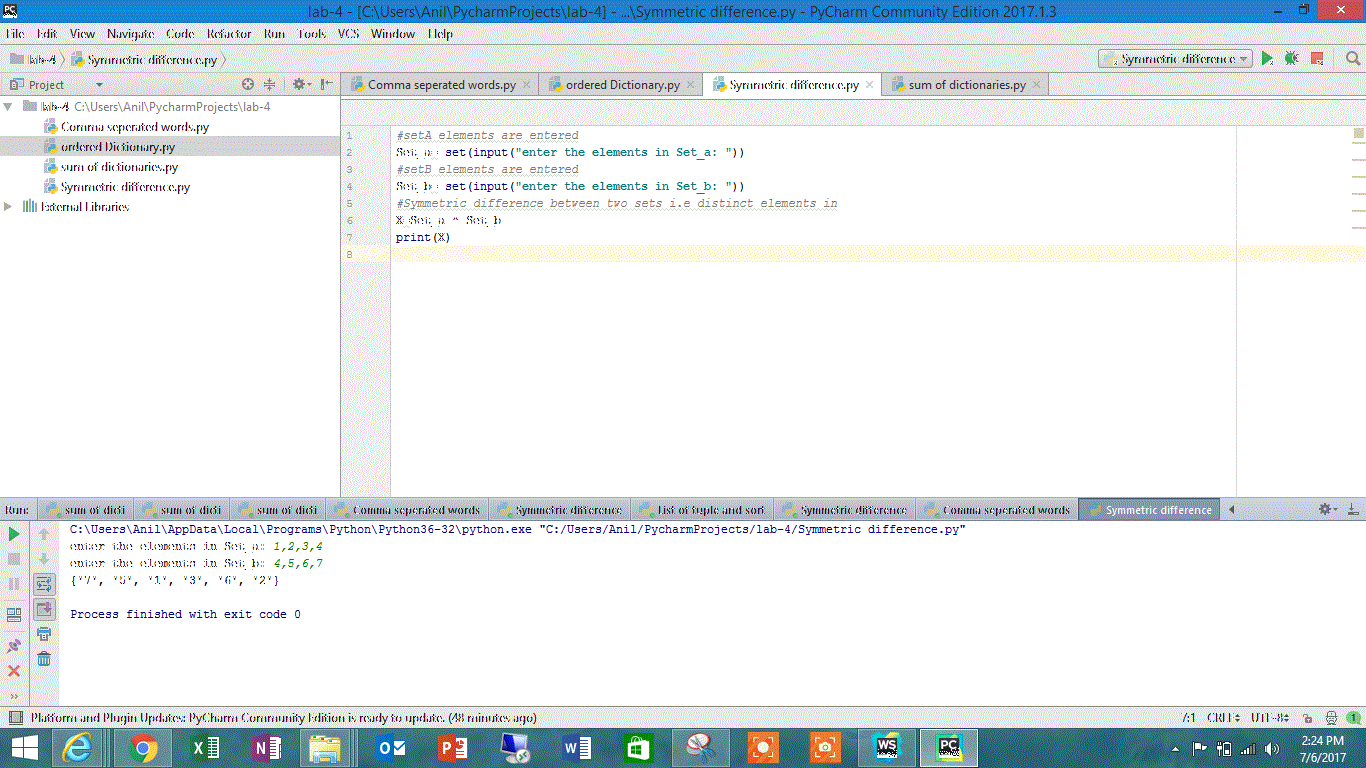 lab-4 - [C:\Users\Anil\PycharmProjects\lab-4] - ...\Symmetric difference.py - PyCharm Community Edition 2017.1.3
File Edit View Navigate Code Refactor Run Tools VCS Window Help
lab-4 Symmetric difference.py Symmetric difference
Project Comma seperated words.py ordered Dictionary.py Symmetric difference.py sum of dictionaries.py
lab-4 C:\Users\Anil\PycharmProjects\lab-4
Comma seperated words.py
ordered Dictionary.py
sum of dictionaries.py
Symmetric difference.py
External Libraries
1 #setA elements are entered
2 Set_a= set(input("enter the elements in Set_a: "))
3 #setB elements are entered
4 Set_b= set(input("enter the elements in Set_b: "))
5 #Symmetric difference between two sets i.e distinct elements in
6 X=Set_a ^ Set_b
7 print(X)
8
Run: sum of dicti sum of dicti sum of dicti Comma seperated words Symmetric difference List of tuple and sort Symmetric difference Comma seperated words Symmetric difference
C:\Users\Anil\AppData\Local\Programs\Python\Python36-32\python.exe "C:/Users/Anil/PycharmProjects/lab-4/Symmetric difference.py"
enter the elements in Set_a: 1,2,3,4
enter the elements in Set_b: 4,5,6,7
{'7', '5', '1', '3', '6', '2'}
Process finished with exit code 0
Platform and Plugin Updates: PyCharm Community Edition is ready to update. (48 minutes ago) 7:1 CRLF UTF-8 1
2:24 PM
7/6/2017